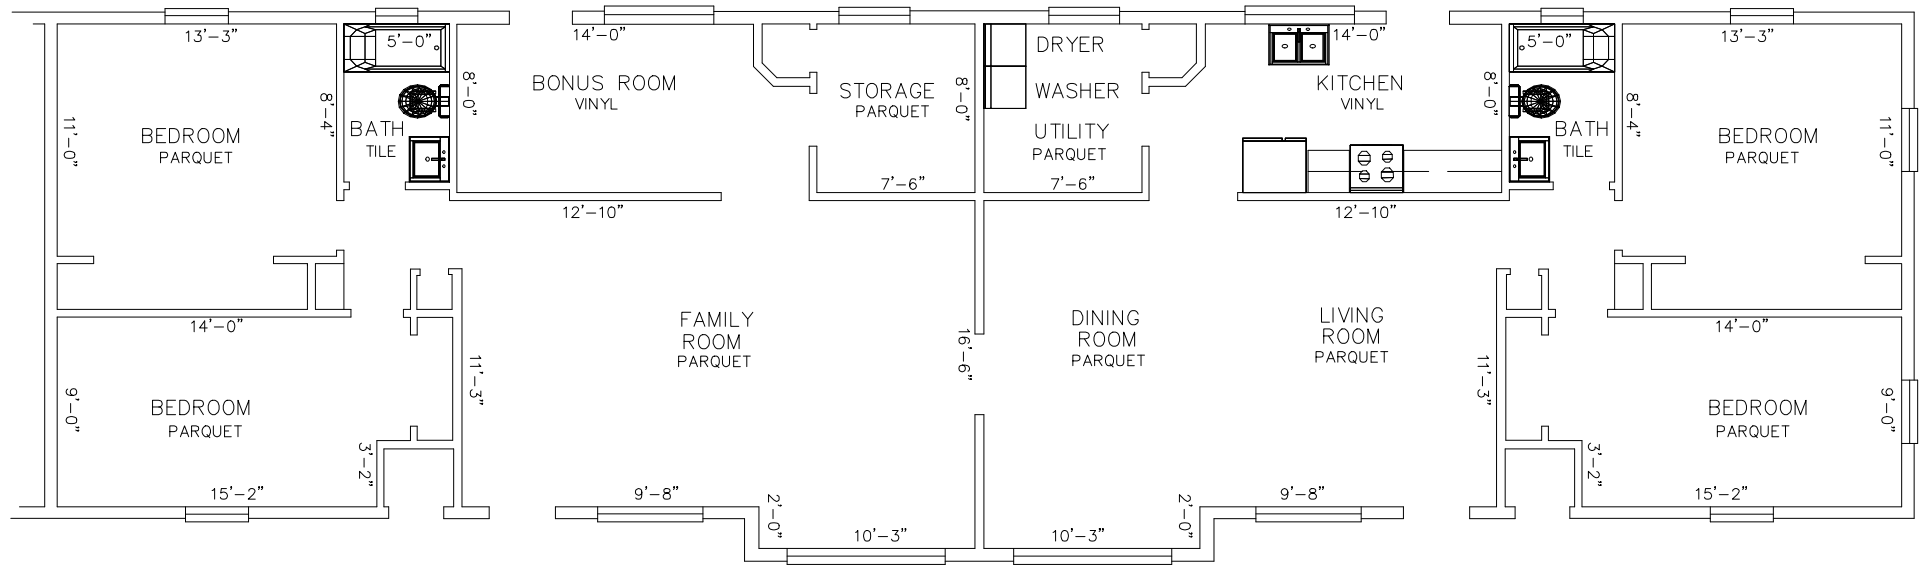 13'-3"
5'-0"
14'-0"
DRYER
14'-0"
5'-0"
13'-3"
8'-0"
BONUS ROOM
VINYL
STORAGE
PARQUET
8'-0"
WASHER
KITCHEN
VINYL
8'-0"
11'-0"
BEDROOM
PARQUET
8'-4"
BATH
TILE
UTILITY
PARQUET
BATH
TILE
8'-4"
BEDROOM
PARQUET
11'-0"
7'-6"
7'-6"
12'-10"
12'-10"
14'-0"
FAMILY
ROOM
PARQUET
16'-6"
DINING
ROOM
PARQUET
LIVING
ROOM
PARQUET
14'-0"
11'-3"
11'-3"
9'-0"
BEDROOM
PARQUET
BEDROOM
PARQUET
9'-0"
3'-2"
3'-2"
15'-2"
9'-8"
2'-0"
2'-0"
9'-8"
15'-2"
10'-3"
10'-3"